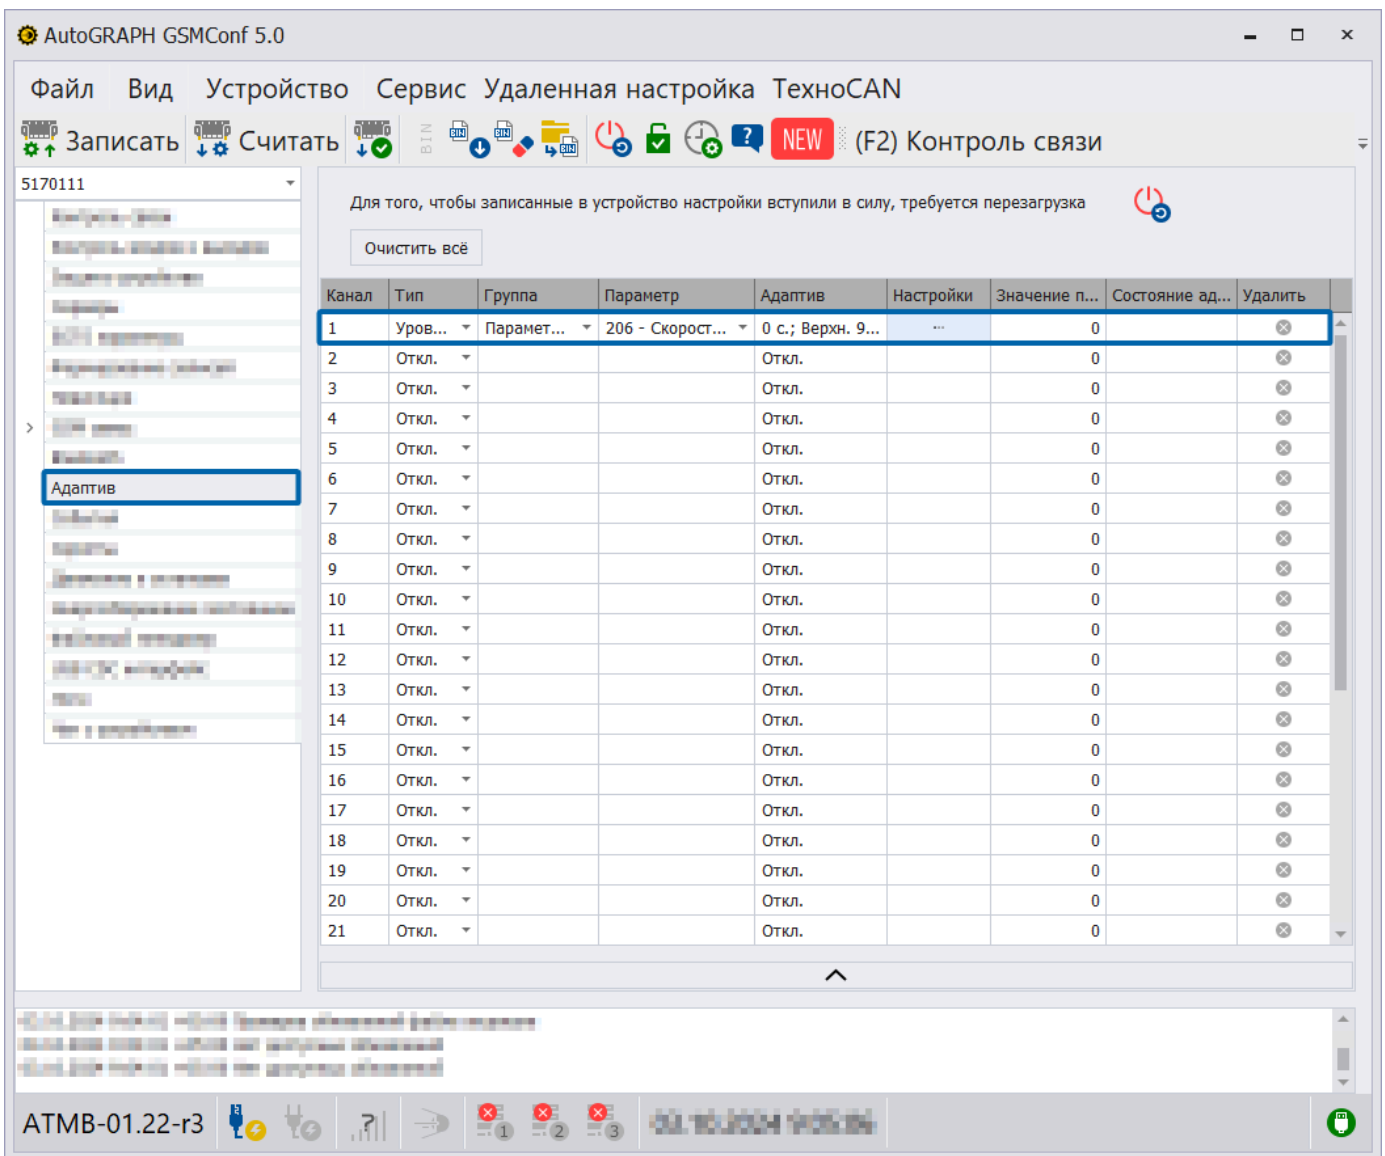 AutoGRAPH GSMConf 5.0
Файл Вид Устройство Сервис Удаленная настройка ТехноCAN
Записать Считать BIN NEW (F2) Контроль связи
5170111
Для того, чтобы записанные в устройство настройки вступили в силу, требуется перезагрузка
Очистить всё
Канал Тип Группа Параметр Адаптив Настройки Значение п... Состояние ад... Удалить
1 Уров... Парамет... 206 - Скорост... 0 с.; Верхн. 9... ... 0
2 Откл. Откл. 0
3 Откл. Откл. 0
4 Откл. Откл. 0
5 Откл. Откл. 0
6 Откл. Откл. 0
Адаптив
7 Откл. Откл. 0
8 Откл. Откл. 0
9 Откл. Откл. 0
10 Откл. Откл. 0
11 Откл. Откл. 0
12 Откл. Откл. 0
13 Откл. Откл. 0
14 Откл. Откл. 0
15 Откл. Откл. 0
16 Откл. Откл. 0
17 Откл. Откл. 0
18 Откл. Откл. 0
19 Откл. Откл. 0
20 Откл. Откл. 0
21 Откл. Откл. 0
ATMB-01.22-r3 ? 1 2 3